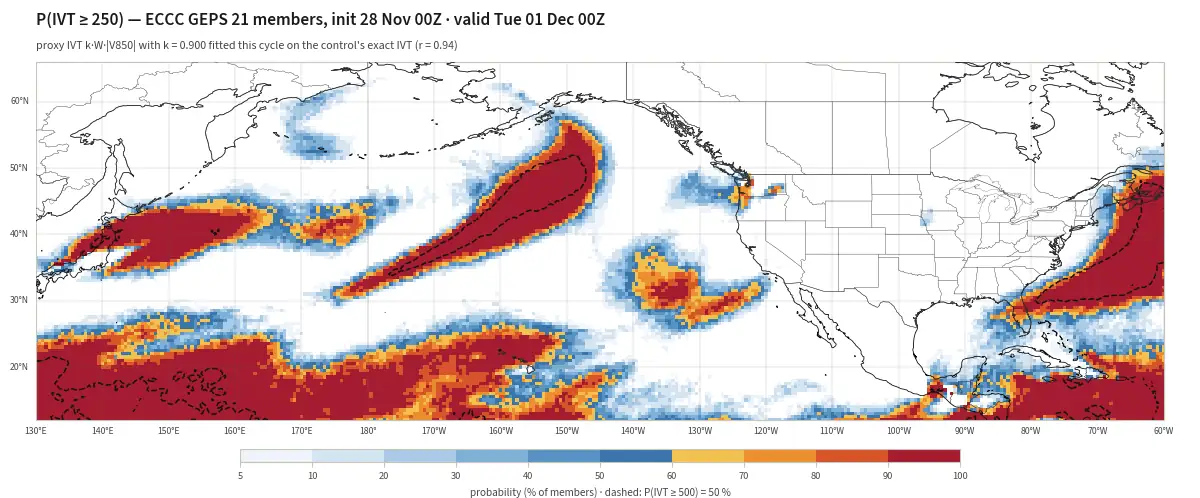 P(IVT ≥ 250) — ECCC GEPS 21 members, init 28 Nov 00Z · valid Tue 01 Dec 00Z
proxy IVT k·W·|V850| with k = 0.900 fitted this cycle on the control's exact IVT (r = 0.94)
60°N
50°N
40°N
30°N
20°N
130°E 140°E 150°E 160°E 170°E 180° 170°W 160°W 150°W 140°W 130°W 120°W 110°W 100°W 90°W 80°W 70°W 60°W
5 10 20 30 40 50 60 70 80 90 100
probability (% of members) · dashed: P(IVT ≥ 500) = 50 %